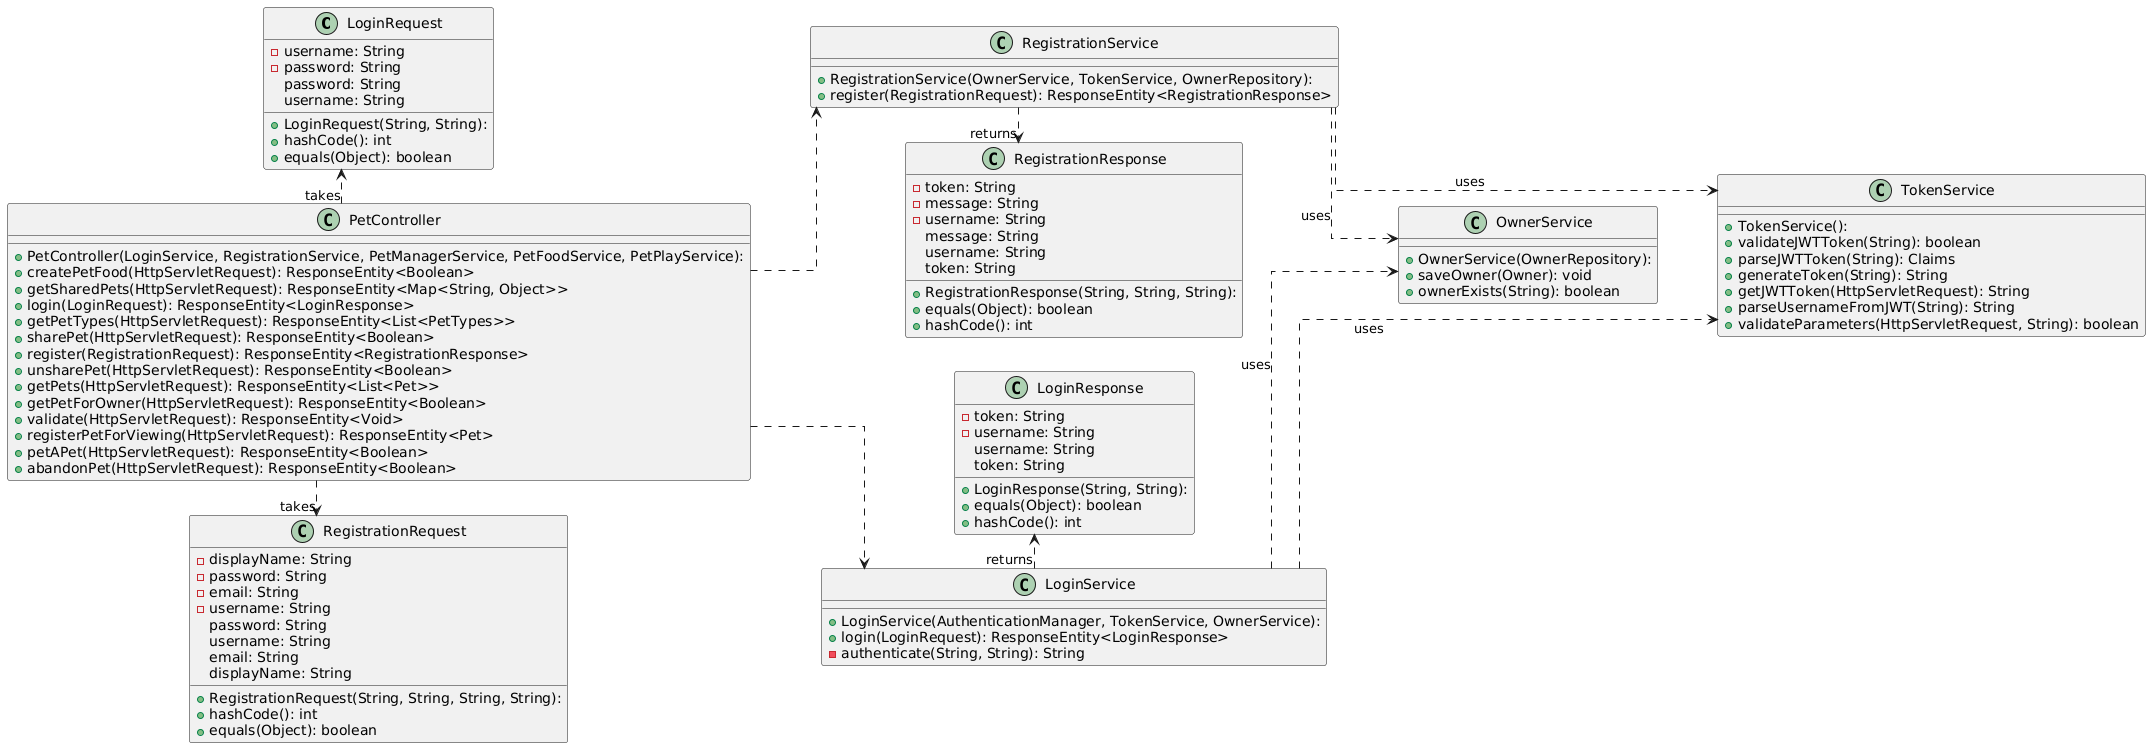 C LoginRequest
username: String
password: String
password: String
username: String
LoginRequest(String, String):
hashCode(): int
equals(Object): boolean
takes
C PetController
PetController(LoginService, RegistrationService, PetManagerService, PetFoodService, PetPlayService):
createPetFood(HttpServletRequest): ResponseEntity<Boolean>
getSharedPets(HttpServletRequest): ResponseEntity<Map<String, Object>>
login(LoginRequest): ResponseEntity<LoginResponse>
getPetTypes(HttpServletRequest): ResponseEntity<List<PetTypes>>
sharePet(HttpServletRequest): ResponseEntity<Boolean>
register(RegistrationRequest): ResponseEntity<RegistrationResponse>
unsharePet(HttpServletRequest): ResponseEntity<Boolean>
getPets(HttpServletRequest): ResponseEntity<List<Pet>>
getPetForOwner(HttpServletRequest): ResponseEntity<Boolean>
validate(HttpServletRequest): ResponseEntity<Void>
registerPetForViewing(HttpServletRequest): ResponseEntity<Pet>
petAPet(HttpServletRequest): ResponseEntity<Boolean>
abandonPet(HttpServletRequest): ResponseEntity<Boolean>
takes
C RegistrationRequest
displayName: String
password: String
email: String
username: String
password: String
username: String
email: String
displayName: String
RegistrationRequest(String, String, String, String):
hashCode(): int
equals(Object): boolean
C RegistrationService
RegistrationService(OwnerService, TokenService, OwnerRepository):
register(RegistrationRequest): ResponseEntity<RegistrationResponse>
returns
C RegistrationResponse
token: String
message: String
username: String
message: String
username: String
token: String
RegistrationResponse(String, String, String):
equals(Object): boolean
hashCode(): int
C LoginResponse
token: String
username: String
username: String
token: String
LoginResponse(String, String):
equals(Object): boolean
hashCode(): int
returns
C LoginService
LoginService(AuthenticationManager, TokenService, OwnerService):
login(LoginRequest): ResponseEntity<LoginResponse>
authenticate(String, String): String
uses
uses
uses
uses
C OwnerService
OwnerService(OwnerRepository):
saveOwner(Owner): void
ownerExists(String): boolean
C TokenService
TokenService():
validateJWTToken(String): boolean
parseJWTToken(String): Claims
generateToken(String): String
getJWTToken(HttpServletRequest): String
parseUsernameFromJWT(String): String
validateParameters(HttpServletRequest, String): boolean